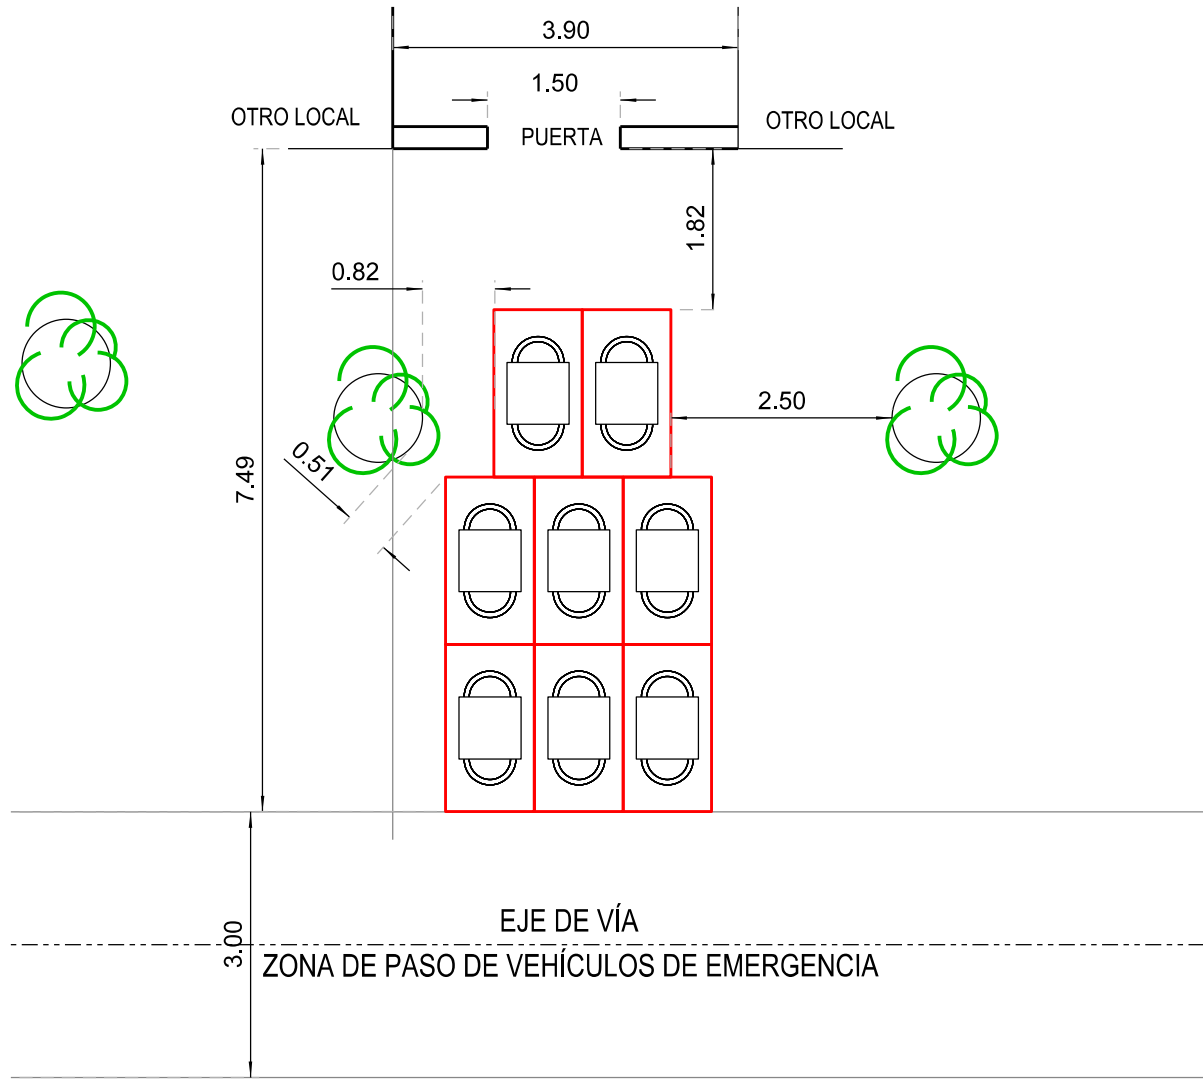 3.90
1.50
OTRO LOCAL
PUERTA
OTRO LOCAL
1.82
0.82
2.50
0.51
7.49
EJE DE VÍA
3.00
ZONA DE PASO DE VEHÍCULOS DE EMERGENCIA